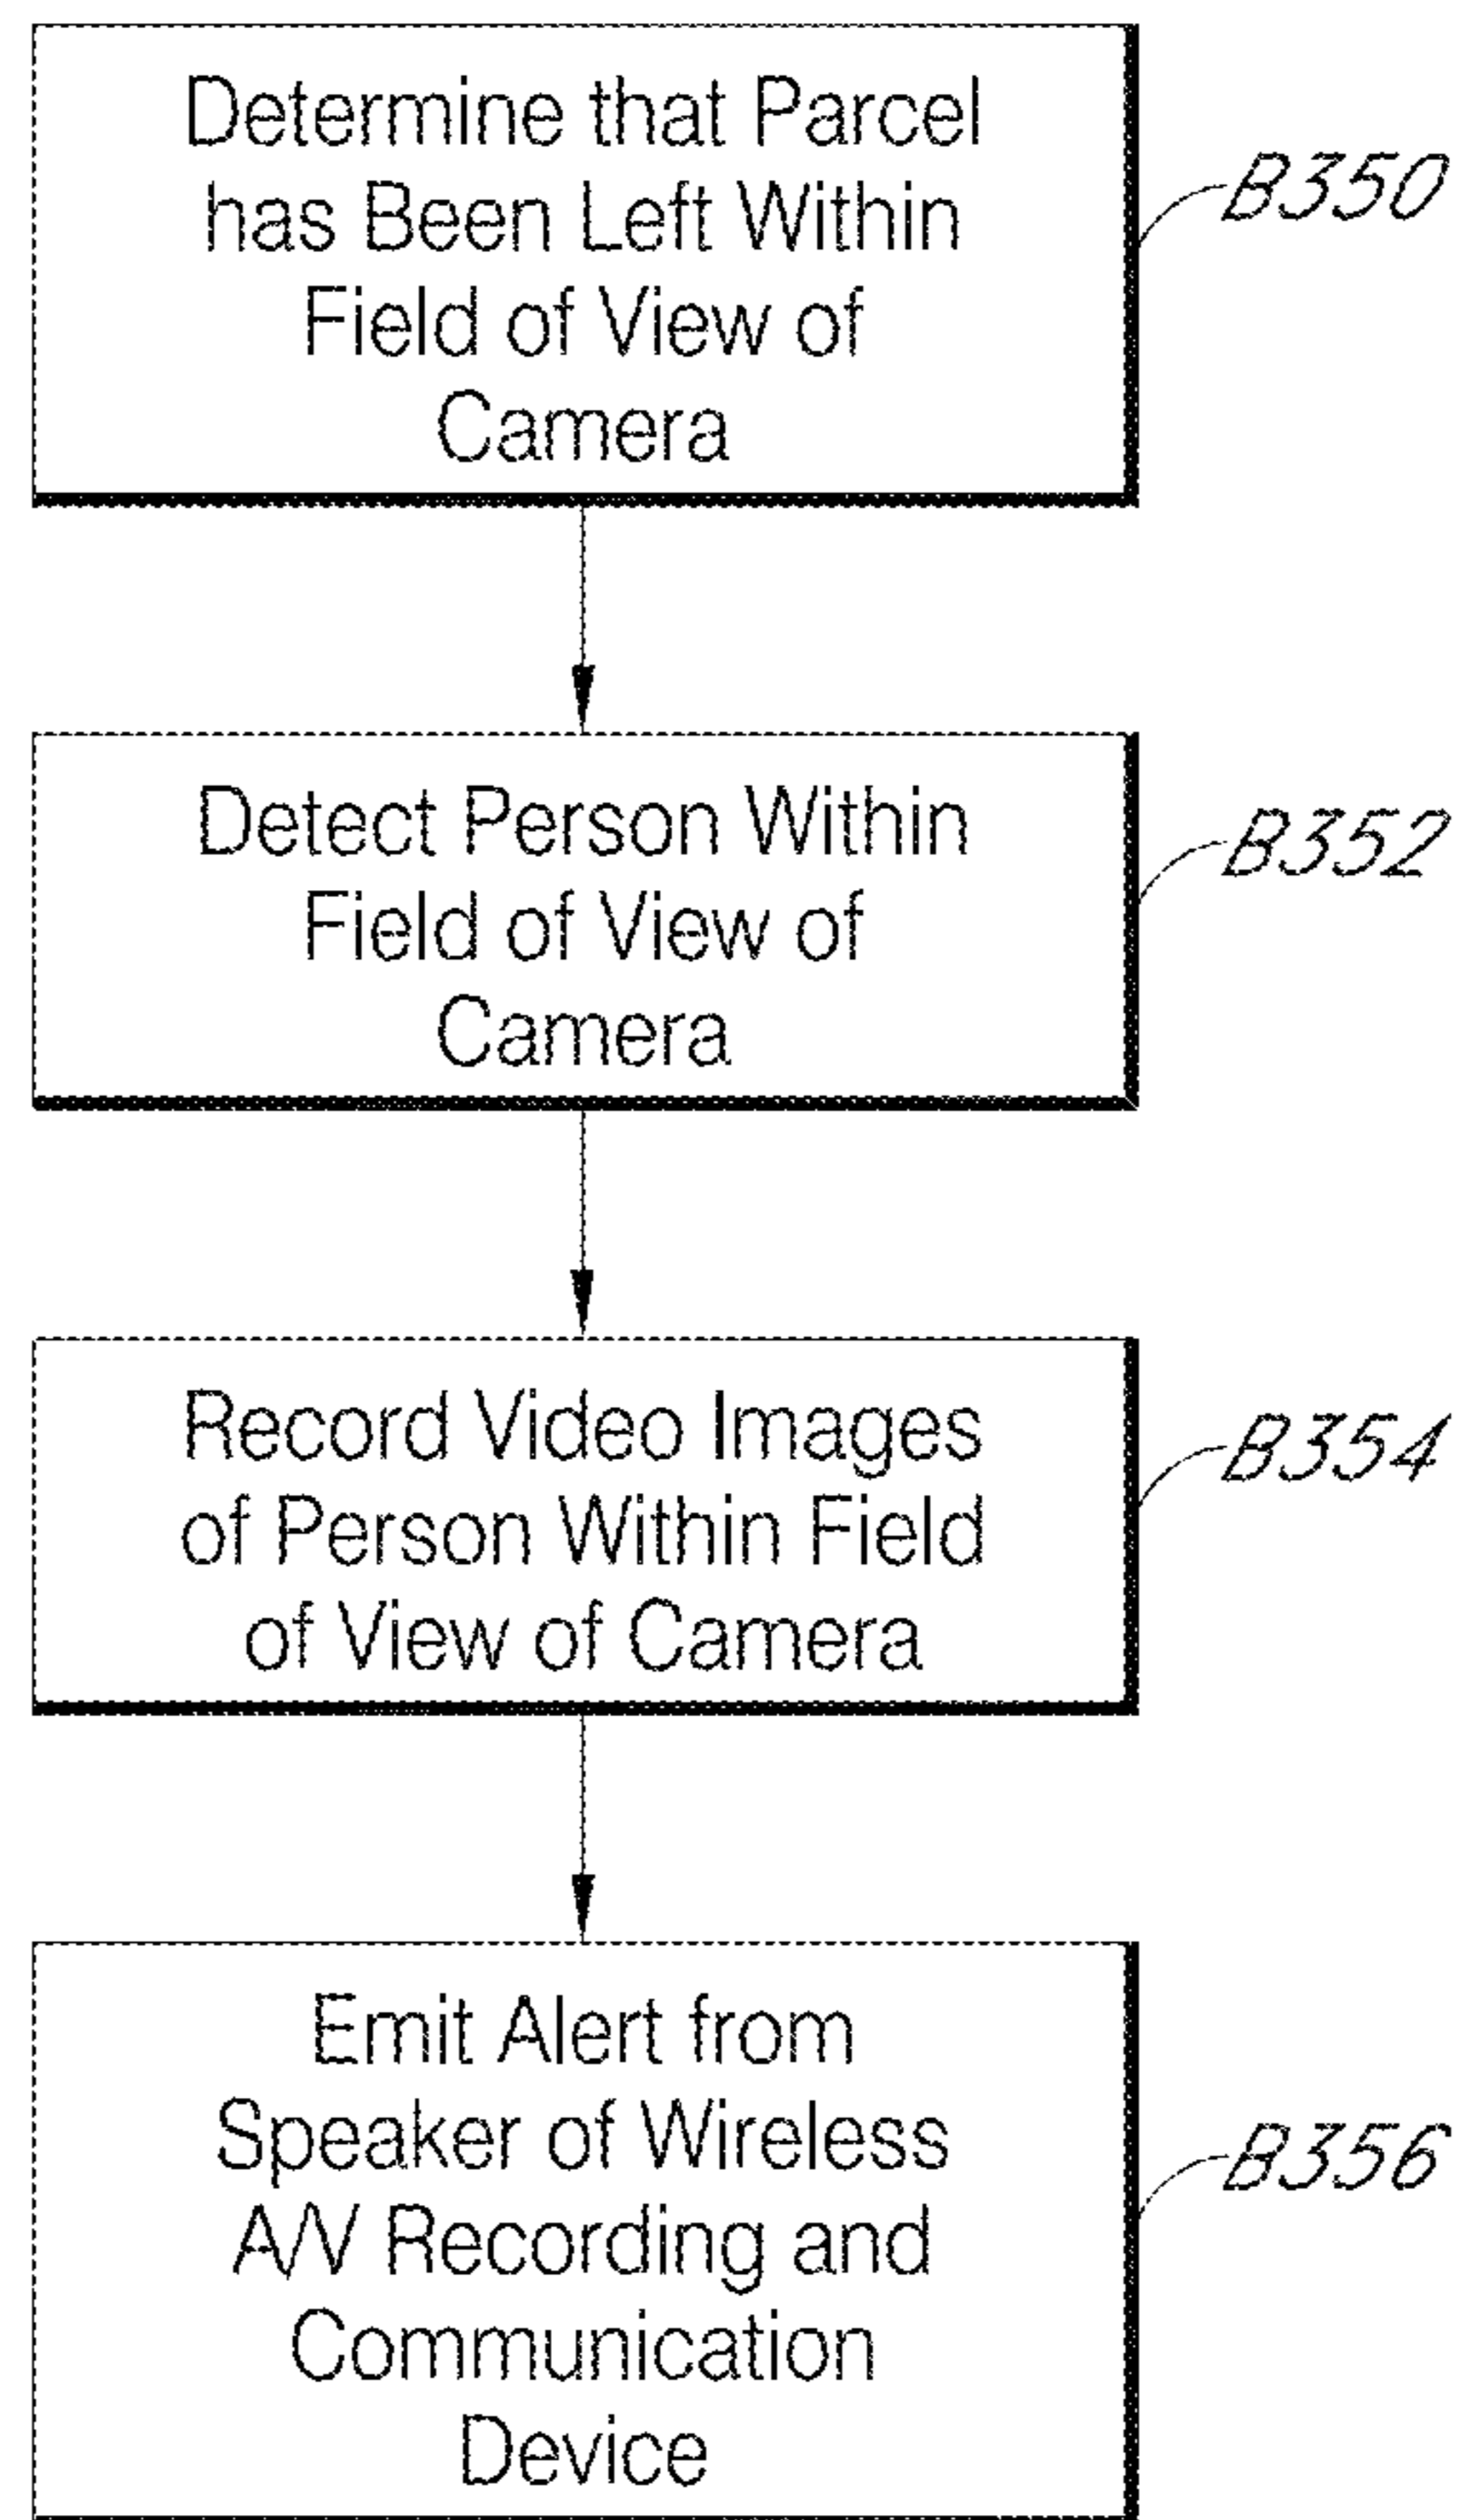 Determine that Parcel
has Been Left Within
Field of View of
Camera
B350
Detect Person Within
Field of View of
Camera
B352
Record Video Images
of Person Within Field
of View of Camera
B354
Emit Alert from
Speaker of Wireless
A/V Recording and
Communication
Device
B356